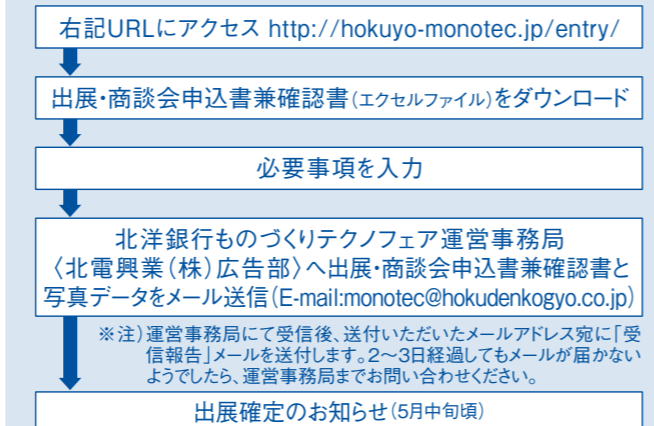 右記URLにアクセス http://hokuyo-monotec.jp/entry/
出展・商談会申込書兼確認書(エクセルファイル)をダウンロード
必要事項を入力
北洋銀行ものづくりテクノフェア運営事務局
〈北電興業(株)広告部〉へ出展・商談会申込書兼確認書と
写真データをメール送信(E-mail:monotec@hokudenkogyo.co.jp)
※注)運営事務局にて受信後、送付いただいたメールアドレス宛に「受
信報告」メールを送付します。2〜3日経過してもメールが届かない
ようでしたら、運営事務局までお問い合わせください。
出展確定のお知らせ(5月中旬頃)